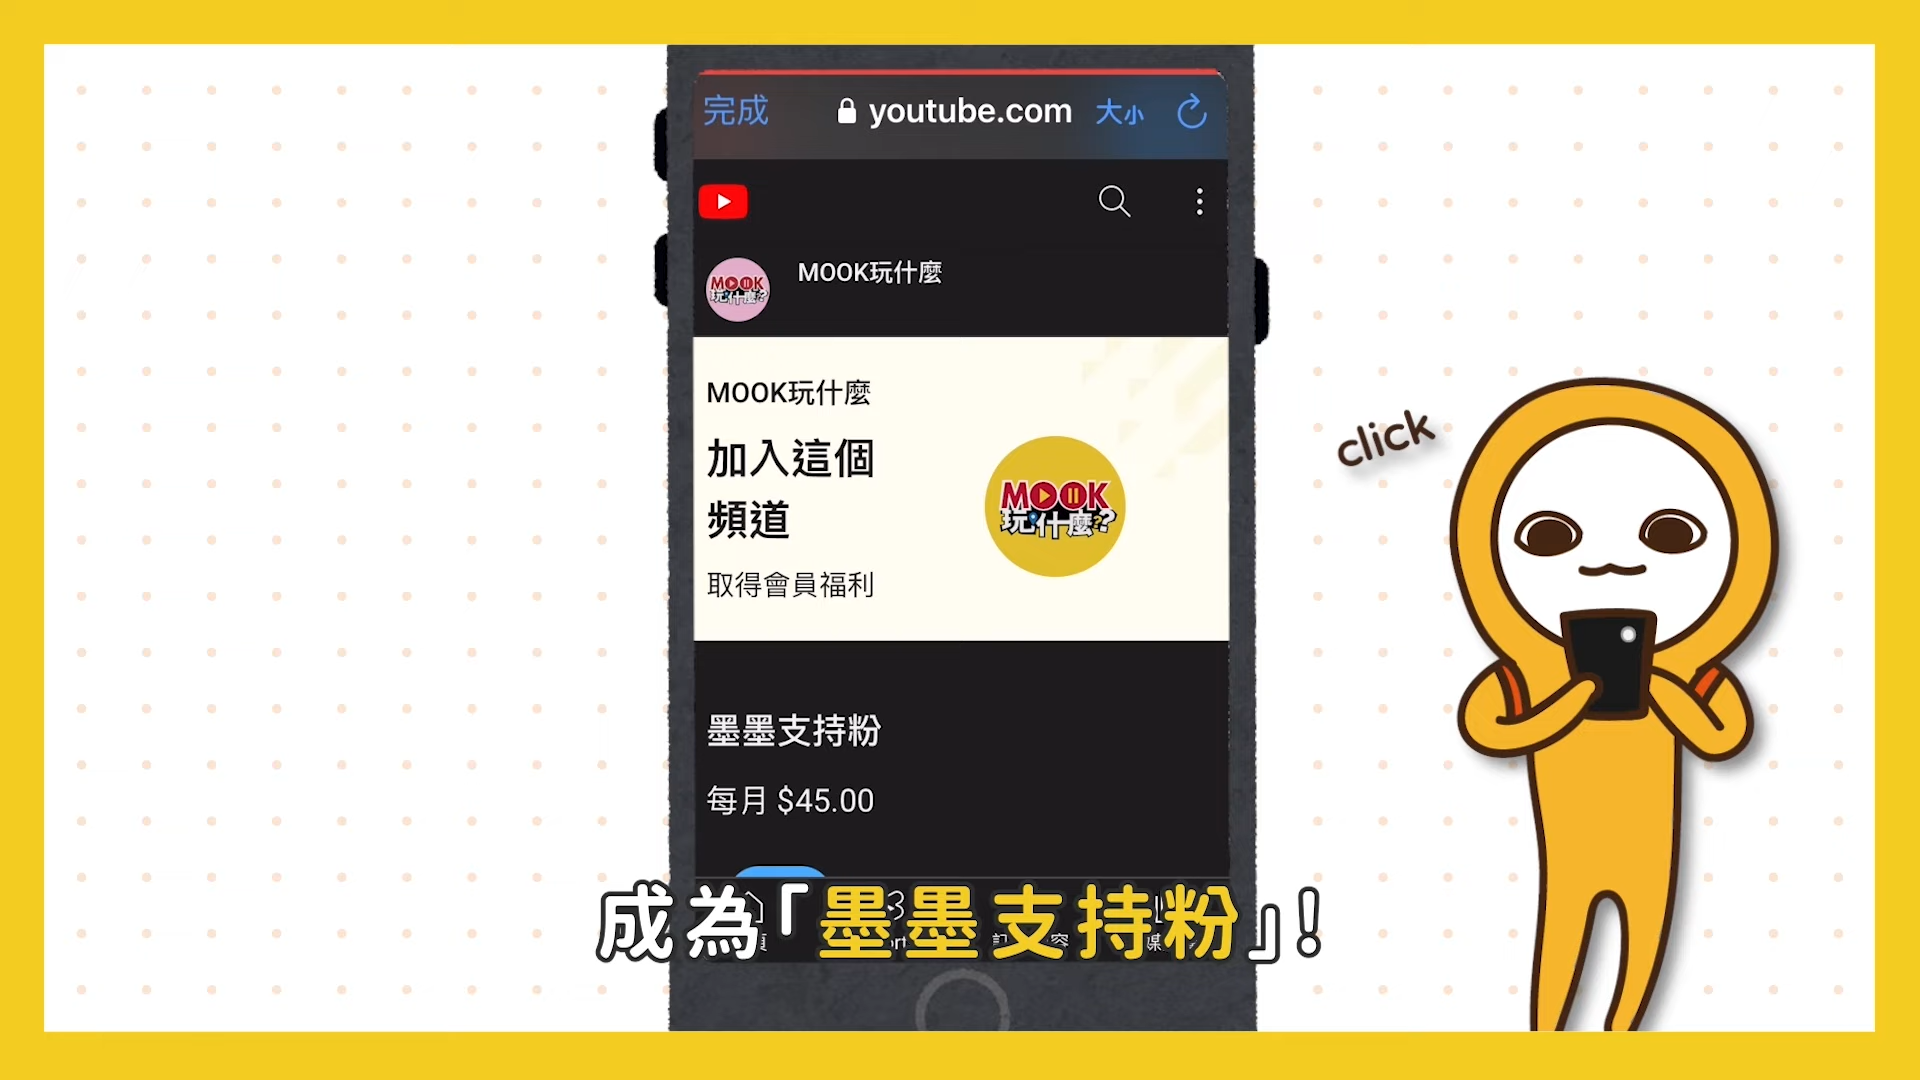 完成
youtube.com
大小
MOOK玩什麼
MOOK
玩什麼?
MOOK玩什麼
加入這個
頻道
取得會員福利
MOOK
玩什麼??
click
墨墨支持粉
每月 $45.00
成為「墨墨支持粉」!